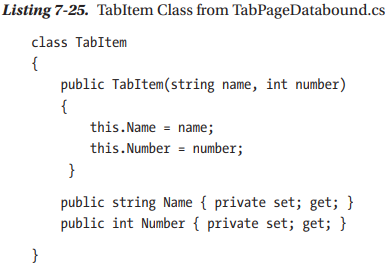 Listing 7-25. TabItem Class from TabPageDatabound.cs
class TabItem
{
public TabItem(string name, int number)
{
this.Name = name;
this.Number = number;
}
public string Name { private set; get; }
public int Number { private set; get; }
}